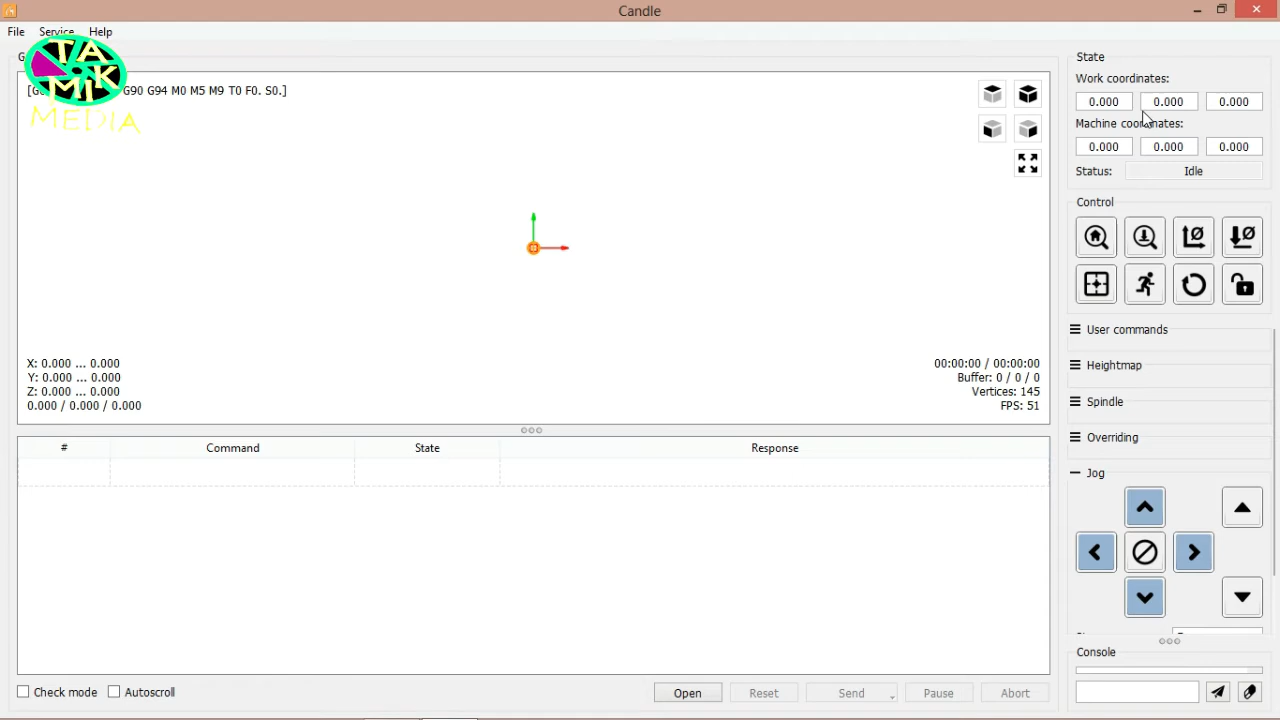 Candle
File Service Help
TA
MIK
MEDIA
G90 G94 M0 M5 M9 T0 F0. S0.]
X: 0.000 ... 0.000
Y: 0.000 ... 0.000
Z: 0.000 ... 0.000
0.000 / 0.000 / 0.000
00:00:00 / 00:00:00
Buffer: 0 / 0 / 0
Vertices: 145
FPS: 51
# Command State Response
Check mode Autoscroll Open Reset Send Pause Abort
State
Work coordinates:
0.000 0.000 0.000
Machine coordinates:
0.000 0.000 0.000
Status: Idle
Control
User commands
Heightmap
Spindle
Overriding
Jog
Console